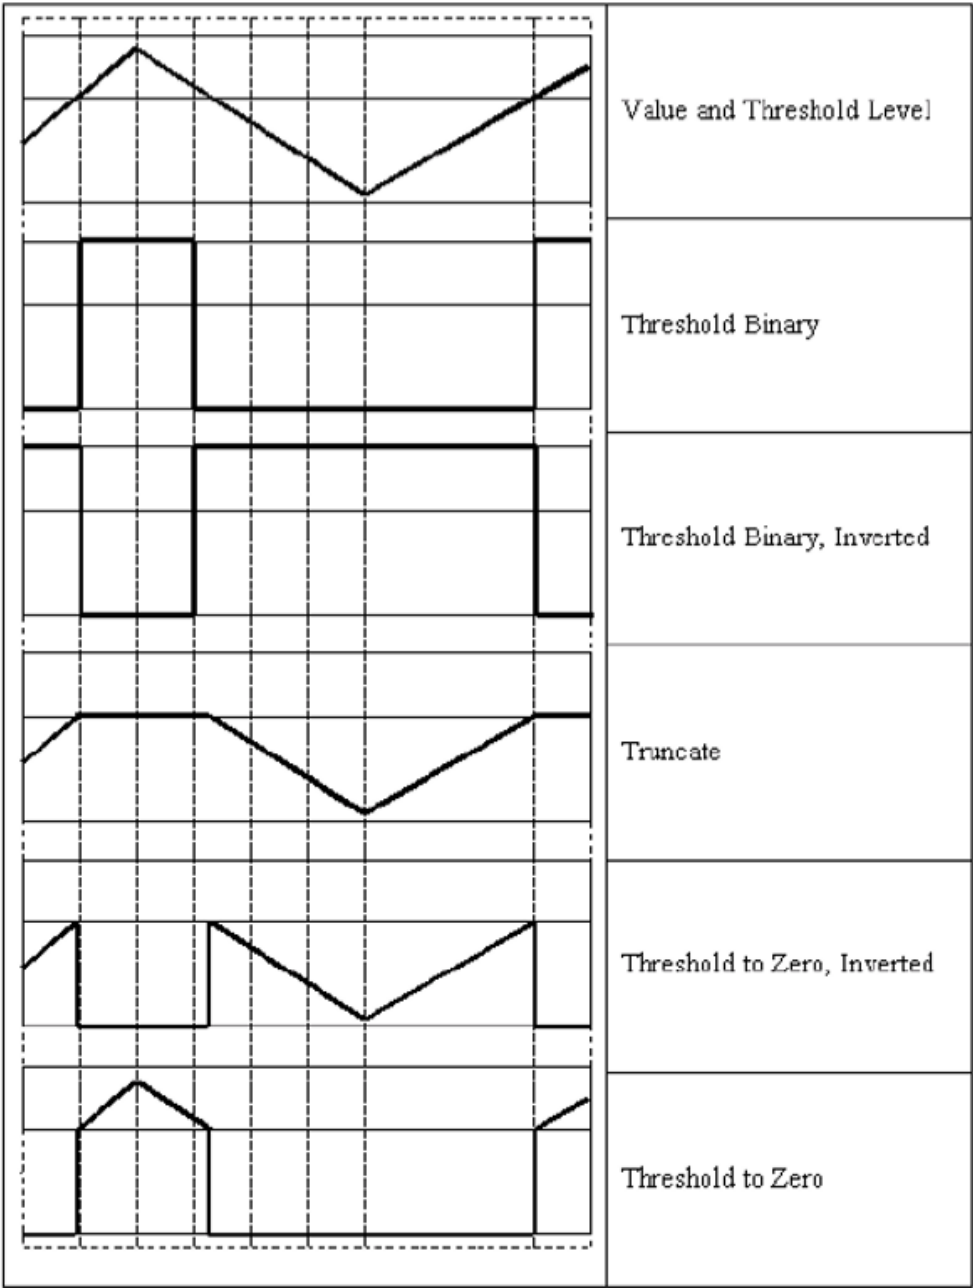 Value and Threshold Level
Threshold Binary
Threshold Binary, Inverted
Truncate
Threshold to Zero, Inverted
Threshold to Zero